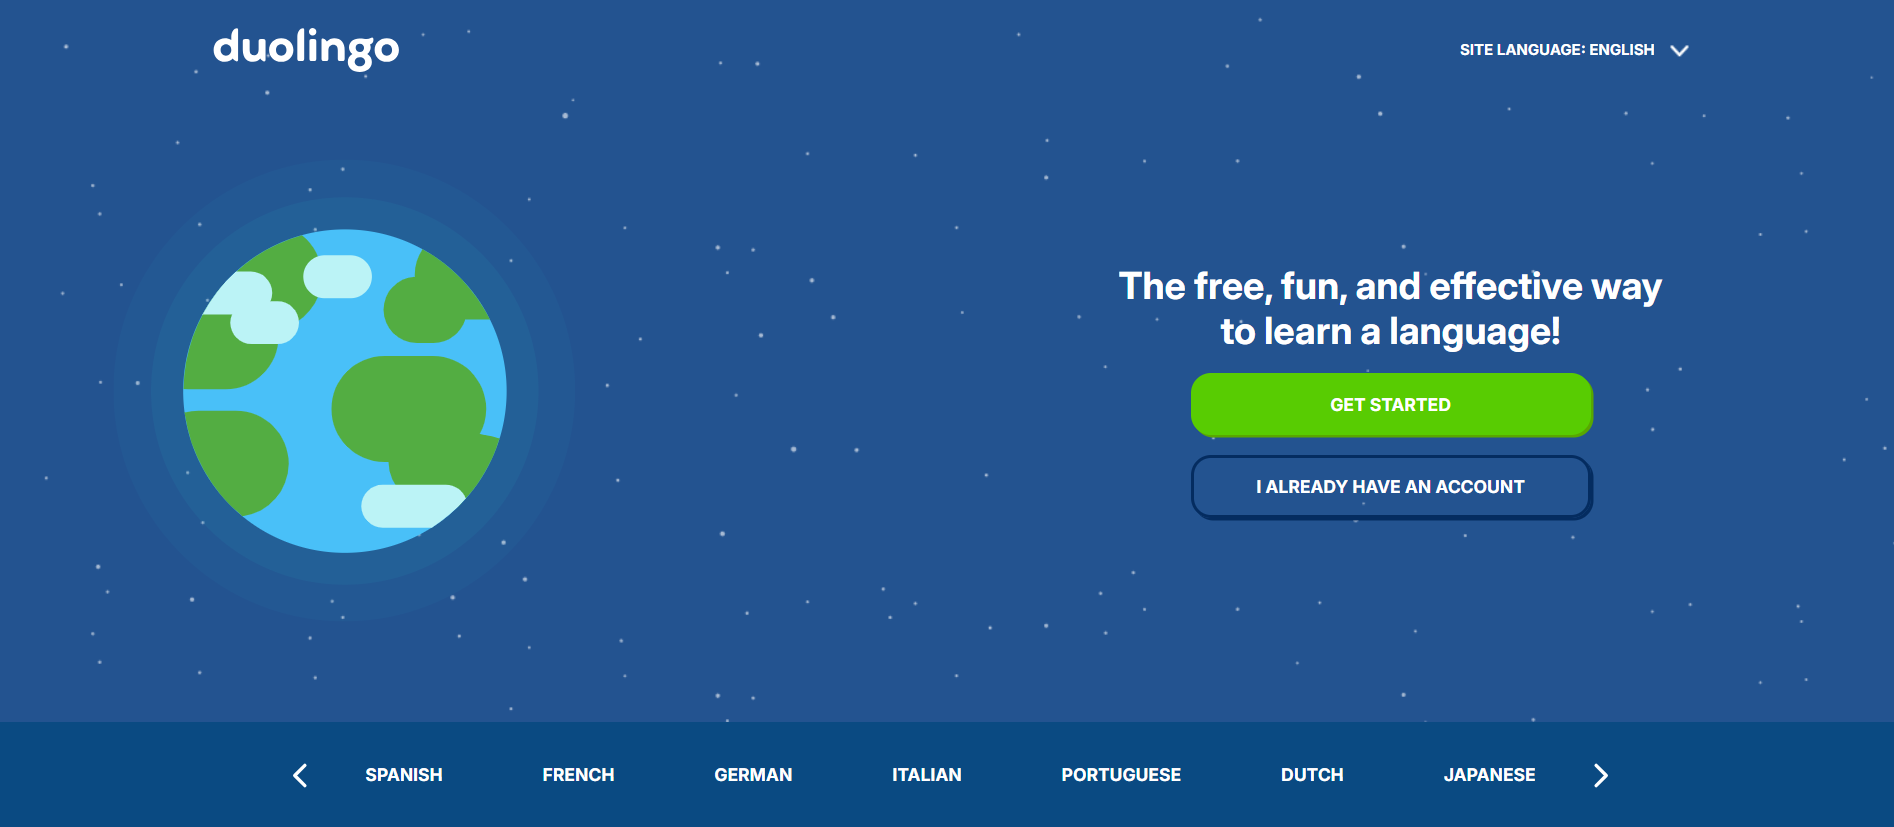 duolingo
SITE LANGUAGE: ENGLISH
The free, fun, and effective way
to learn a language!
GET STARTED
I ALREADY HAVE AN ACCOUNT
SPANISH FRENCH GERMAN ITALIAN PORTUGUESE DUTCH JAPANESE